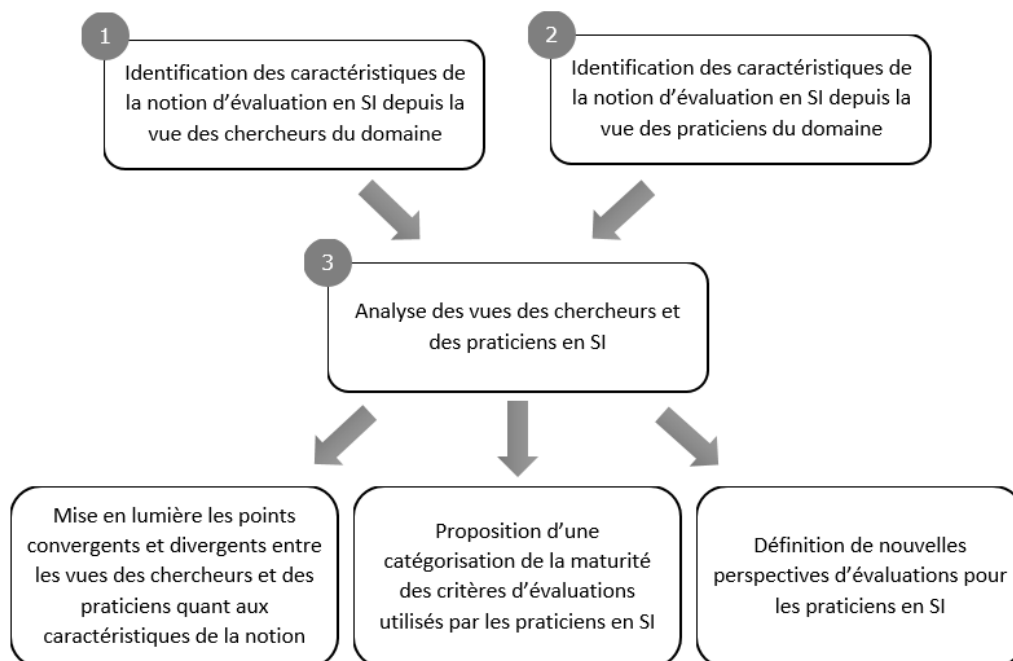 1
Identification des caractéristiques de
la notion d'évaluation en SI depuis la
vue des chercheurs du domaine
2
Identification des caractéristiques de
la notion d'évaluation en SI depuis la
vue des praticiens du domaine
3
Analyse des vues des chercheurs et
des praticiens en SI
Mise en lumière les points
convergents et divergents entre
les vues des chercheurs et des
praticiens quant aux
caractéristiques de la notion
Proposition d'une
catégorisation de la maturité
des critères d'évaluations
utilisés par les praticiens en SI
Définition de nouvelles
perspectives d'évaluations pour
les praticiens en SI